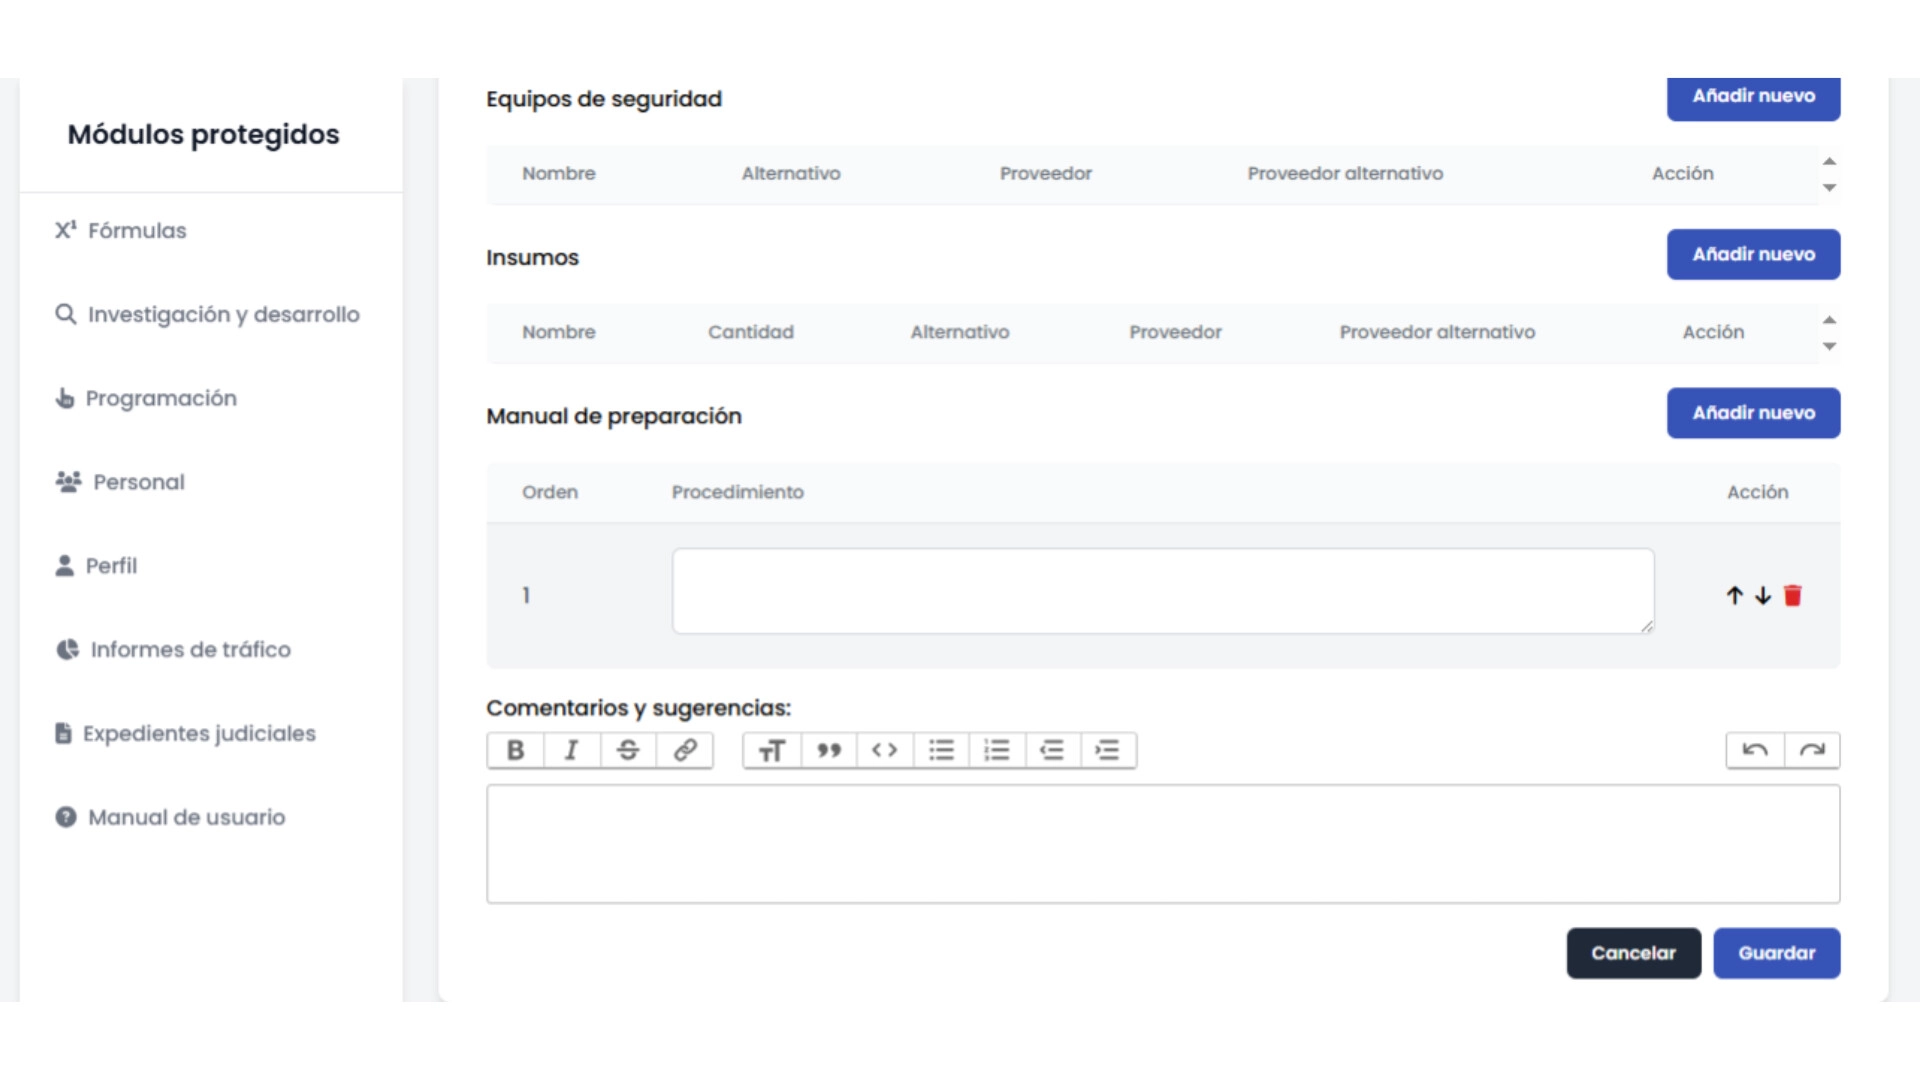 Módulos protegidos
X¹ Fórmulas
Investigación y desarrollo
Programación
Personal
Perfil
Informes de tráfico
Expedientes judiciales
Manual de usuario
Equipos de seguridad
Añadir nuevo
Nombre Alternativo Proveedor Proveedor alternativo Acción
Insumos
Añadir nuevo
Nombre Cantidad Alternativo Proveedor Proveedor alternativo Acción
Manual de preparación
Añadir nuevo
Orden Procedimiento Acción
1
Comentarios y sugerencias:
Cancelar Guardar